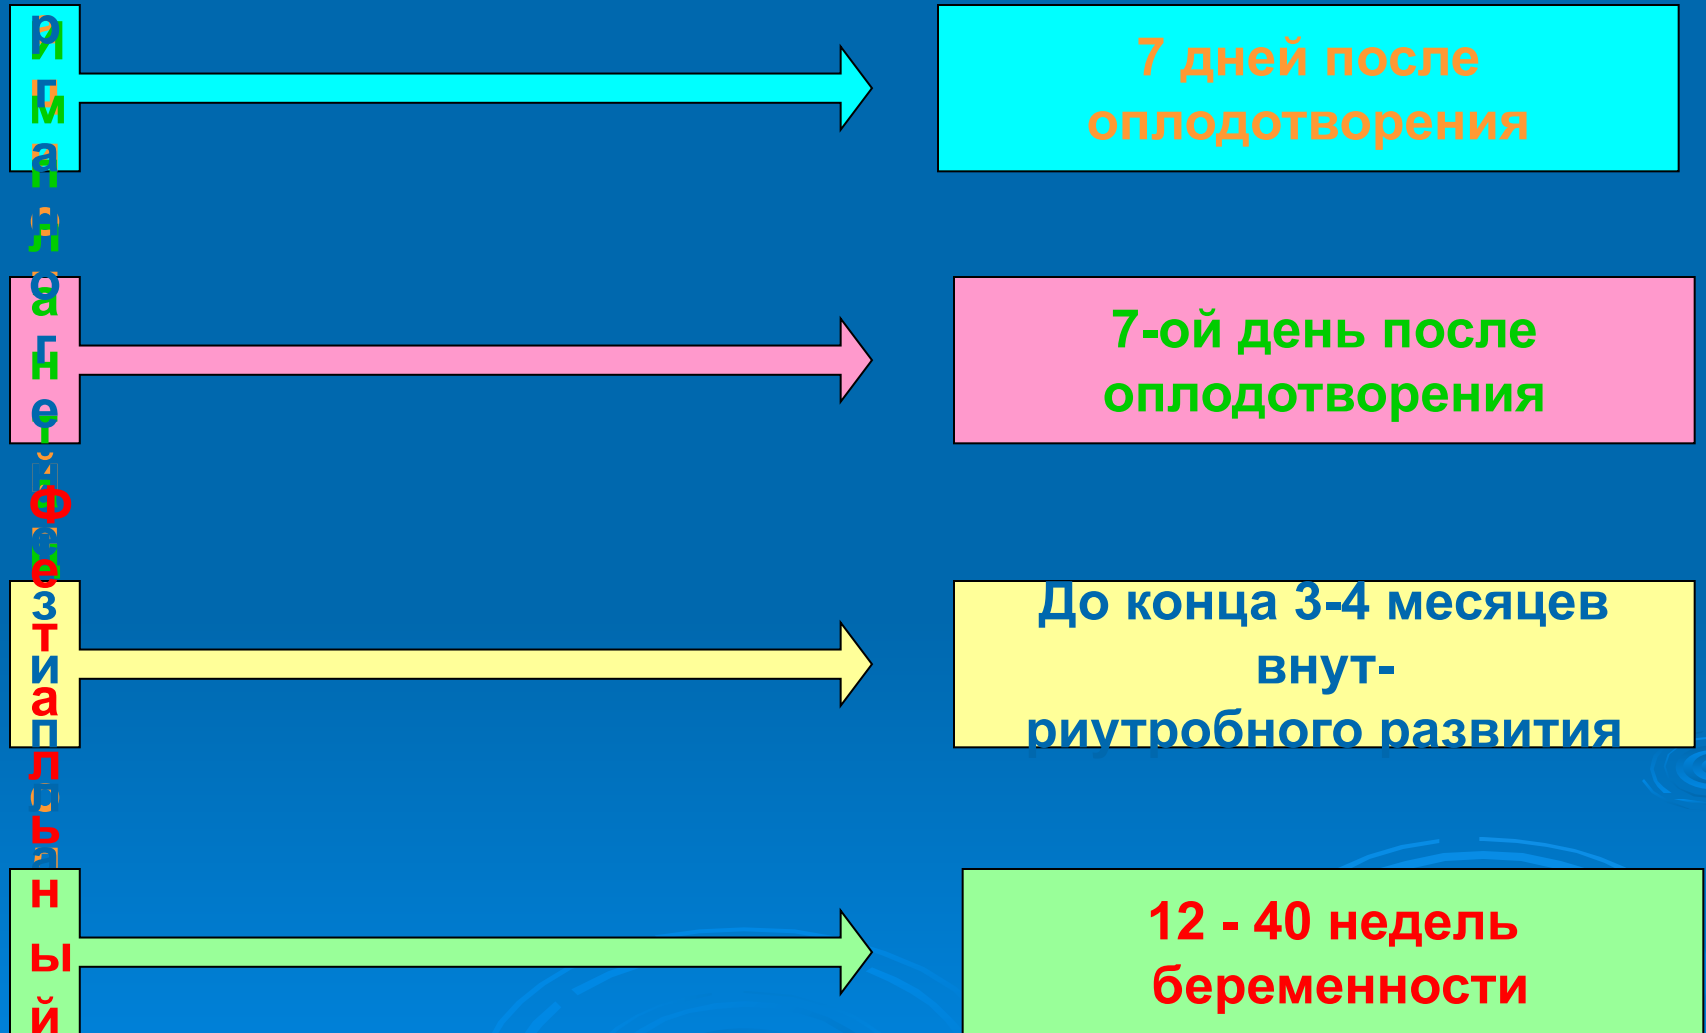 7 дней после
оплодотворения
7-ой день после
оплодотворения
До конца 3-4 месяцев
внут-
риутробного развития
Фетальный
12 - 40 недель
беременности